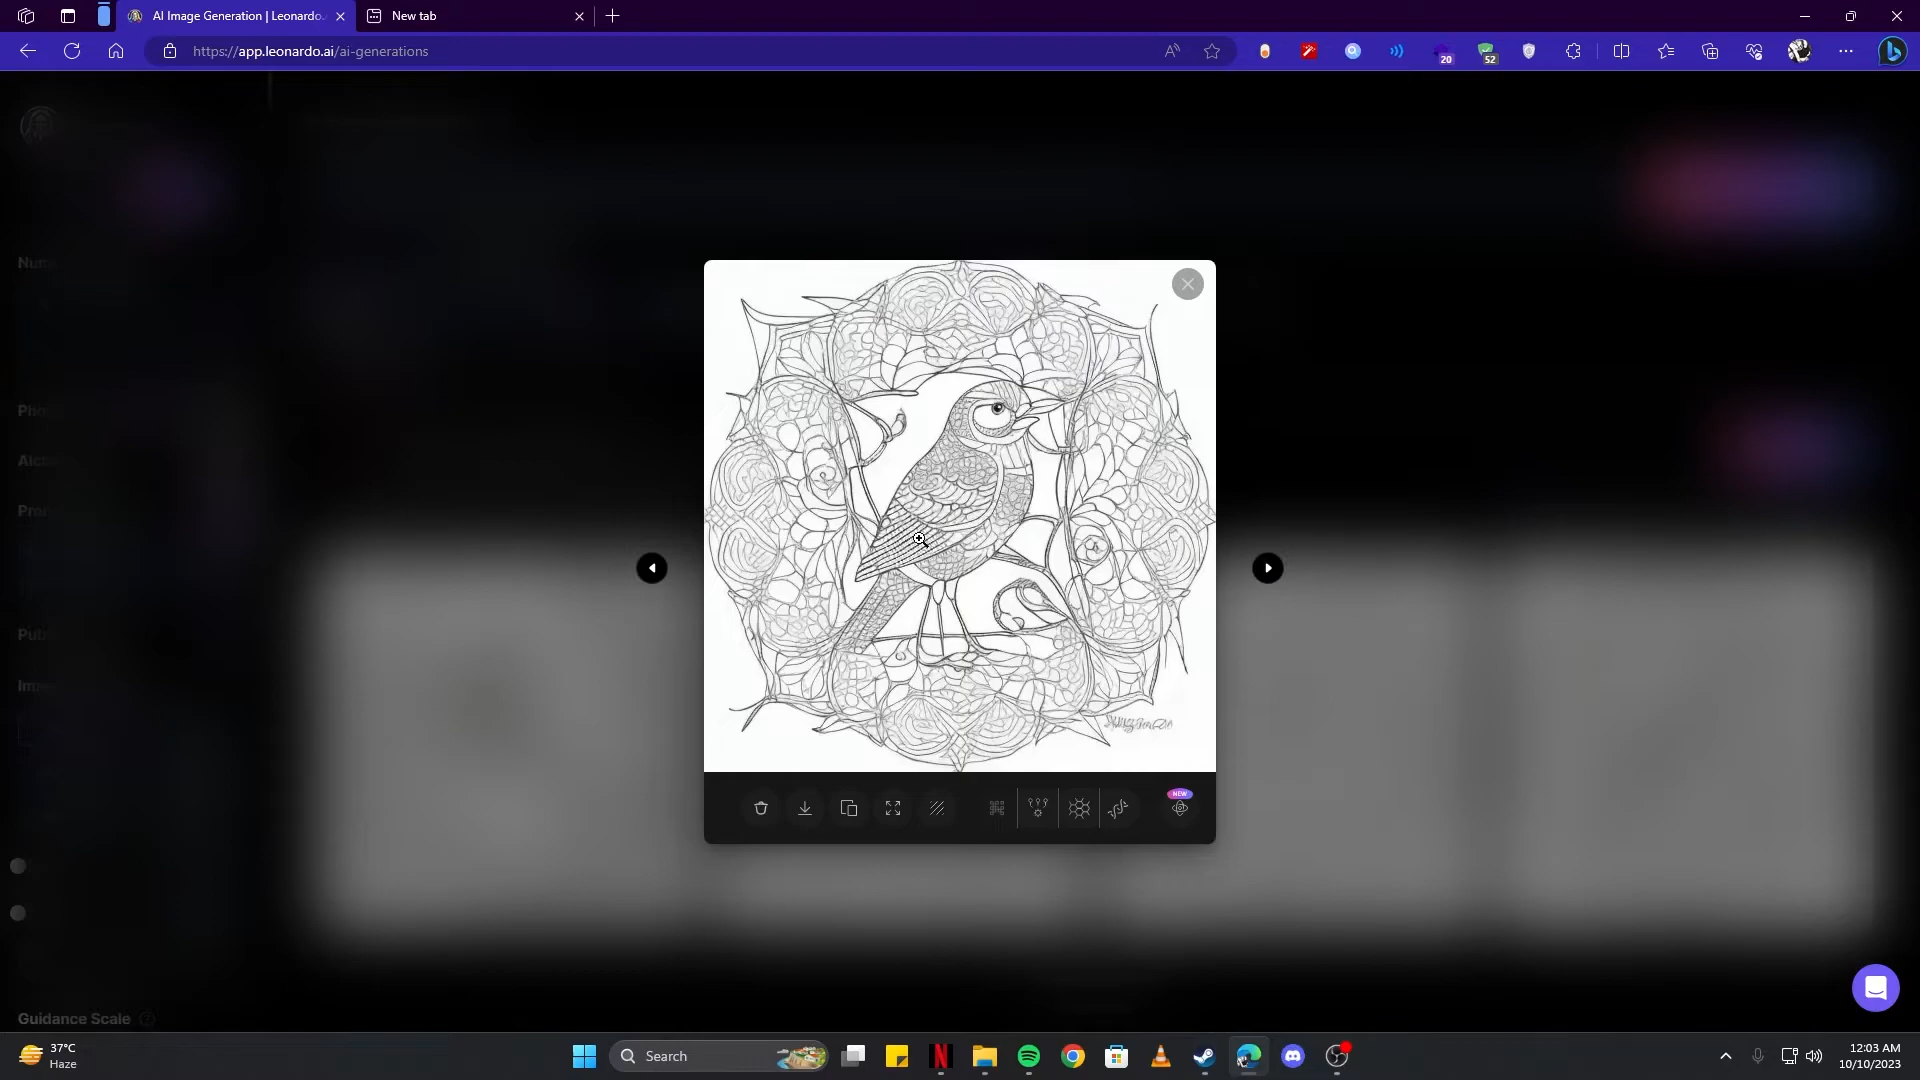 AI Image Generation | Leonardo.
New tab
https://app.leonardo.ai/ai-generations
20
52
NEW
Guidance Scale
37°C
Haze
Search
12:03 AM
10/10/2023